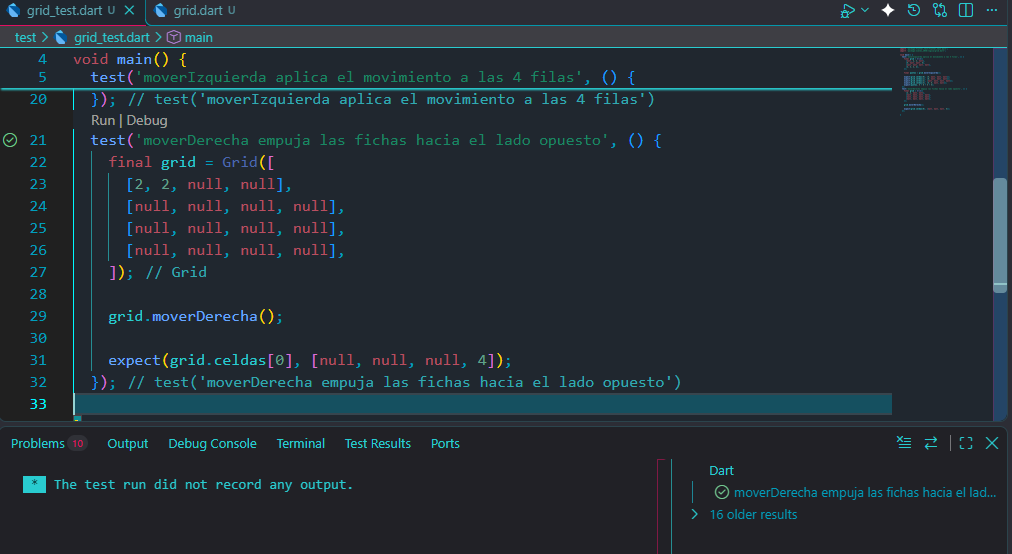 grid_test.dart U
grid.dart U
test > grid_test.dart > main
4 void main() {
5 test('moverIzquierda aplica el movimiento a las 4 filas', () {
20 }); // test('moverIzquierda aplica el movimiento a las 4 filas')
Run | Debug
21 test('moverDerecha empuja las fichas hacia el lado opuesto', () {
22 final grid = Grid([
23 [2, 2, null, null],
24 [null, null, null, null],
25 [null, null, null, null],
26 [null, null, null, null],
27 ]); // Grid
28
29 grid.moverDerecha();
30
31 expect(grid.celdas[0], [null, null, null, 4]);
32 }); // test('moverDerecha empuja las fichas hacia el lado opuesto')
33
Problems 10 Output Debug Console Terminal Test Results Ports
* The test run did not record any output.
Dart
moverDerecha empuja las fichas hacia el lad...
16 older results